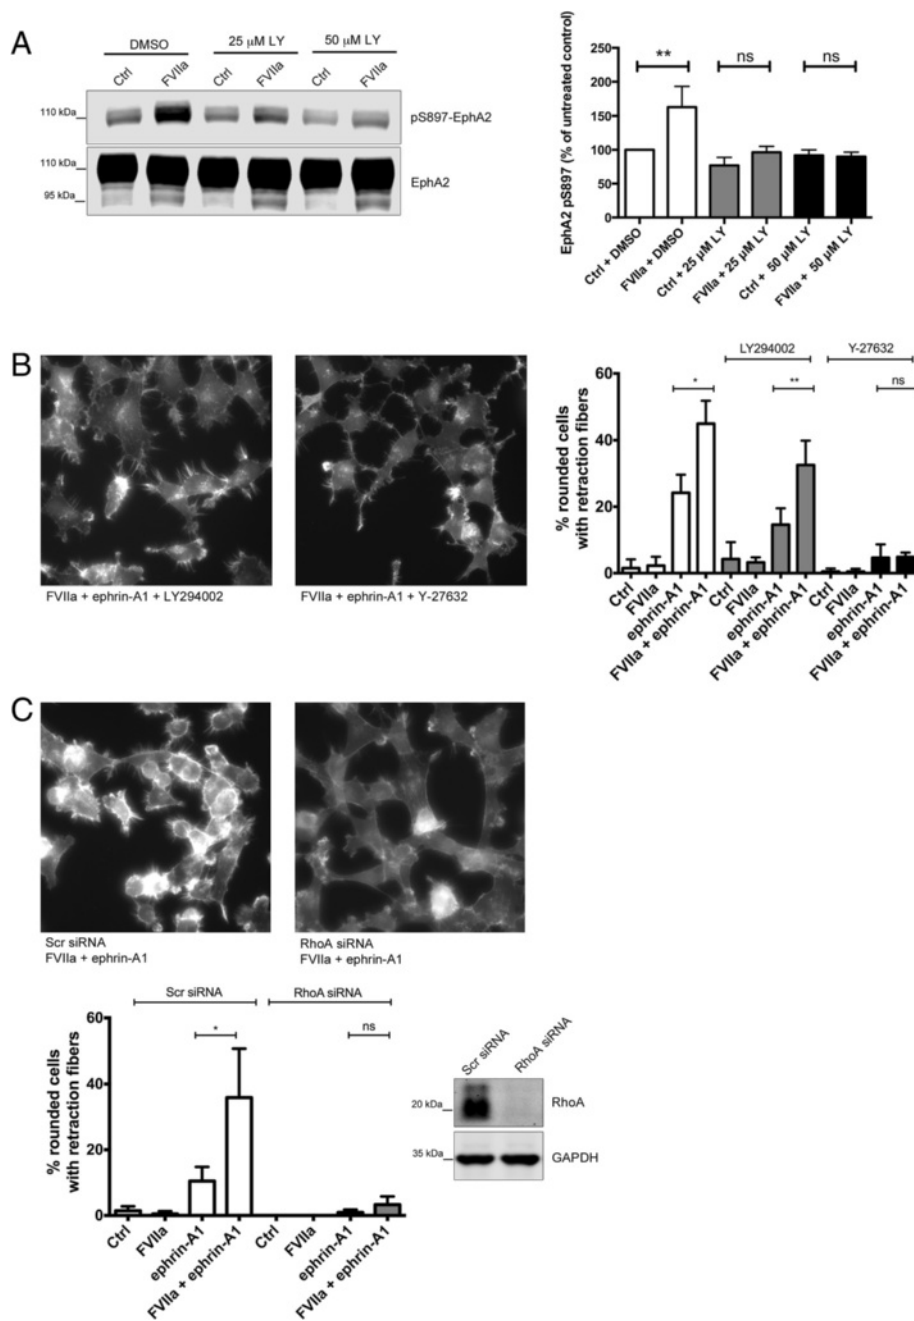 A
DMSO
25 μM LY
50 μM LY
Ctrl
FVIIa
Ctrl
FVIIa
Ctrl
FVIIa
110 kDa
pS897-EphA2
110 kDa
EphA2
95 kDa
EphA2 pS897 (% of untreated control)
250
200
150
100
50
0
**
ns
ns
Ctrl + DMSO
FVIIa + DMSO
Ctrl + 25 μM LY
FVIIa + 25 μM LY
Ctrl + 50 μM LY
FVIIa + 50 μM LY
B
FVIIa + ephrin-A1 + LY294002
FVIIa + ephrin-A1 + Y-27632
LY294002
Y-27632
% rounded cells
with retraction fibers
60
40
20
0
*
**
ns
Ctrl
FVIIa
ephrin-A1
FVIIa + ephrin-A1
Ctrl
FVIIa
ephrin-A1
FVIIa + ephrin-A1
Ctrl
FVIIa
ephrin-A1
FVIIa + ephrin-A1
C
Scr siRNA
FVIIa + ephrin-A1
RhoA siRNA
FVIIa + ephrin-A1
Scr siRNA
RhoA siRNA
% rounded cells
with retraction fibers
60
40
20
0
*
ns
Ctrl
FVIIa
ephrin-A1
FVIIa + ephrin-A1
Ctrl
FVIIa
ephrin-A1
FVIIa + ephrin-A1
Scr siRNA
RhoA siRNA
20 kDa
RhoA
35 kDa
GAPDH